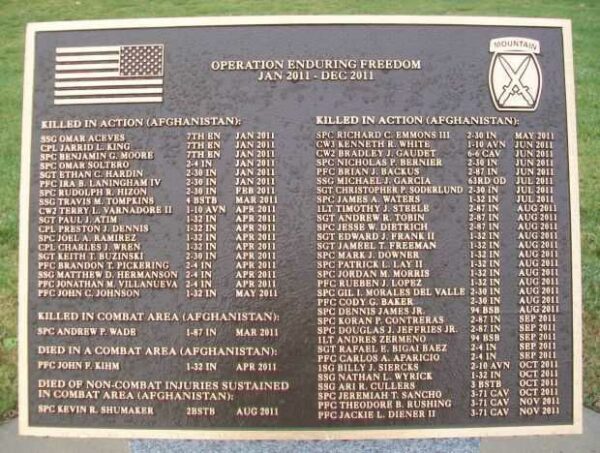 OPERATION ENDURING FREEDOM
JAN 2011 - DEC 2011
MOUNTAIN
KILLED IN ACTION (AFGHANISTAN):
SSG OMAR ACEVES 7TH EN JAN 2011
CPL JARRID L. KING 7TH EN JAN 2011
SPC BENJAMIN G. MOORE 7TH EN JAN 2011
SPC OMAR SOLTERO 2-4 IN JAN 2011
SGT ETHAN C. HARDIN 2-30 IN JAN 2011
PFC IRA B. LANINGHAM IV 2-30 IN JAN 2011
SPC RUDOLPH R. HIZON 2-30 IN FEB 2011
SSG TRAVIS M. TOMPKINS 4 BSTB MAR 2011
CW2 TERRY L. VARNADORE II 1-10 AVN APR 2011
SGT PAUL J. ATIM 1-32 IN APR 2011
CPL PRESTON J. DENNIS 1-32 IN APR 2011
SPC JOEL A. RAMIREZ 1-32 IN APR 2011
CPL CHARLES J. WREN 1-32 IN APR 2011
SGT KEITH T. BUZINSKI 2-30 IN APR 2011
PFC BRANDON T. PICKERING 2-4 IN APR 2011
SSG MATTHEW D. HERMANSON 2-4 IN APR 2011
PFC JONATHAN M. VILLANUEVA 2-4 IN APR 2011
PFC JOHN C. JOHNSON 1-32 IN MAY 2011
KILLED IN COMBAT AREA (AFGHANISTAN):
SPC ANDREW P. WADE 1-87 IN MAR 2011
DIED IN A COMBAT AREA (AFGHANISTAN):
PFC JOHN F. KIHM 1-32 IN APR 2011
DIED OF NON-COMBAT INJURIES SUSTAINED
IN COMBAT AREA (AFGHANISTAN):
SPC KEVIN R. SHUMAKER 2BSTB AUG 2011
KILLED IN ACTION (AFGHANISTAN):
SPC RICHARD C. EMMONS III 2-30 IN MAY 2011
CW3 KENNETH R. WHITE 1-10 AVN JUN 2011
CW2 BRADLEY J. GAUDET 6-6 CAV JUN 2011
SPC NICHOLAS P. BERNIER 2-30 IN JUN 2011
PFC BRIAN J. BACKUS 2-87 IN JUN 2011
SSG MICHAEL J. GARCIA 63RD OD JUL 2011
SGT CHRISTOPHER P. SODERLUND 2-30 IN JUL 2011
SPC JAMES A. WATERS 1-32 IN JUL 2011
1LT TIMOTHY J. STEELE 2-87 IN AUG 2011
SGT ANDREW R. TOBIN 2-87 IN AUG 2011
SPC JESSE W. DIETRICH 2-87 IN AUG 2011
SGT EDWARD J. FRANK II 1-32 IN AUG 2011
SGT JAMEEL T. FREEMAN 1-32 IN AUG 2011
SPC MARK J. DOWNER 1-32 IN AUG 2011
SPC PATRICK L. LAY II 1-32 IN AUG 2011
SPC JORDAN M. MORRIS 1-32 IN AUG 2011
PFC RUEBEN J. LOPEZ 1-32 IN AUG 2011
SPC GIL I. MORALES DEL VALLE 2-30 IN AUG 2011
PFC CODY G. BAKER 2-30 IN AUG 2011
SPC DENNIS JAMES JR. 94 BSB AUG 2011
SPC KORAN P. CONTRERAS 2-87 IN SEP 2011
SPC DOUGLAS J. JEFFRIES JR. 2-87 IN SEP 2011
1LT ANDRES ZERMENO 94 BSB SEP 2011
SGT RAFAEL E. BIGAI BAEZ 2-4 IN SEP 2011
PFC CARLOS A. APARICIO 2-4 IN SEP 2011
1SG BILLY J. SIERCKS 2-10 AVN OCT 2011
SSG NATHAN L. WYRICK 1-32 IN OCT 2011
SSG ARI R. CULLERS 3 BSTB OCT 2011
SPC JEREMIAH T. SANCHO 3-71 CAV OCT 2011
PFC THEODORE B. RUSHING 3-71 CAV NOV 2011
PFC JACKIE L. DIENER II 3-71 CAV NOV 2011